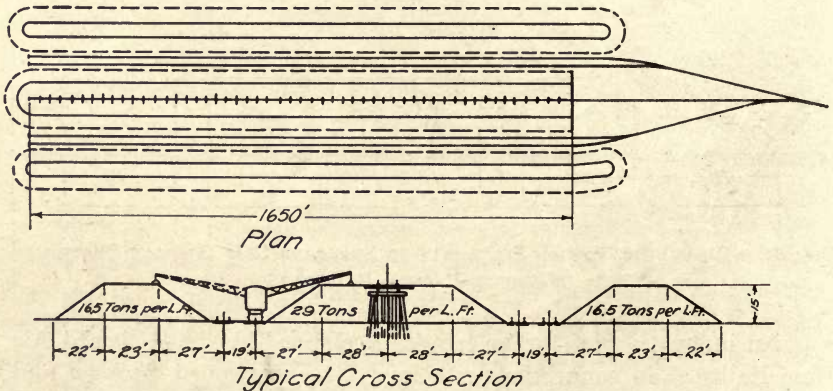 1650'
Plan
16.5 Tons per L. Ft.
29 Tons per L. Ft.
16.5 Tons per L. Ft.
15'
22' 23' 27' 19' 27' 28' 28' 27' 19' 27' 23' 22'
Typical Cross Section